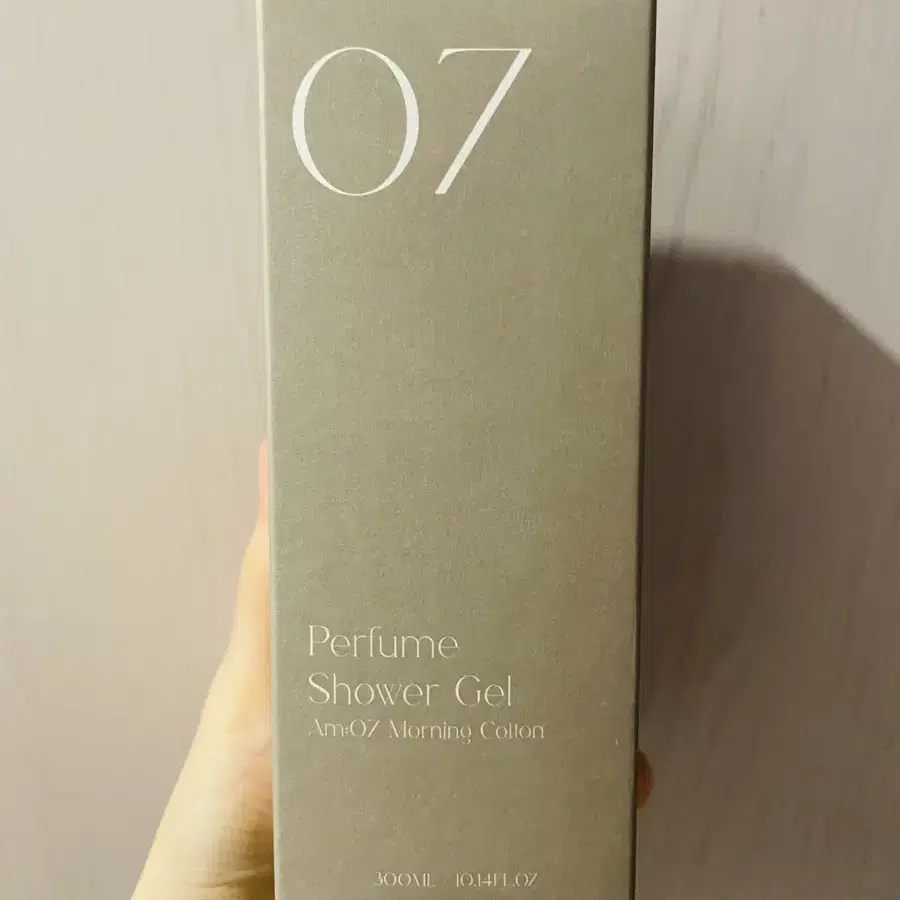 07
Perfume
Shower Gel
Am:07 Morning Cotton
300ML - 10.14FL.OZ